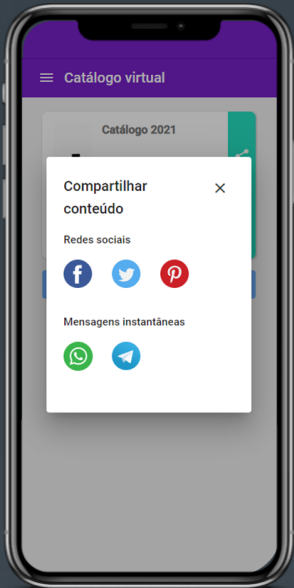 Catálogo virtual
Catálogo 2021
Compartilhar
conteúdo
Redes sociais
Mensagens instantâneas